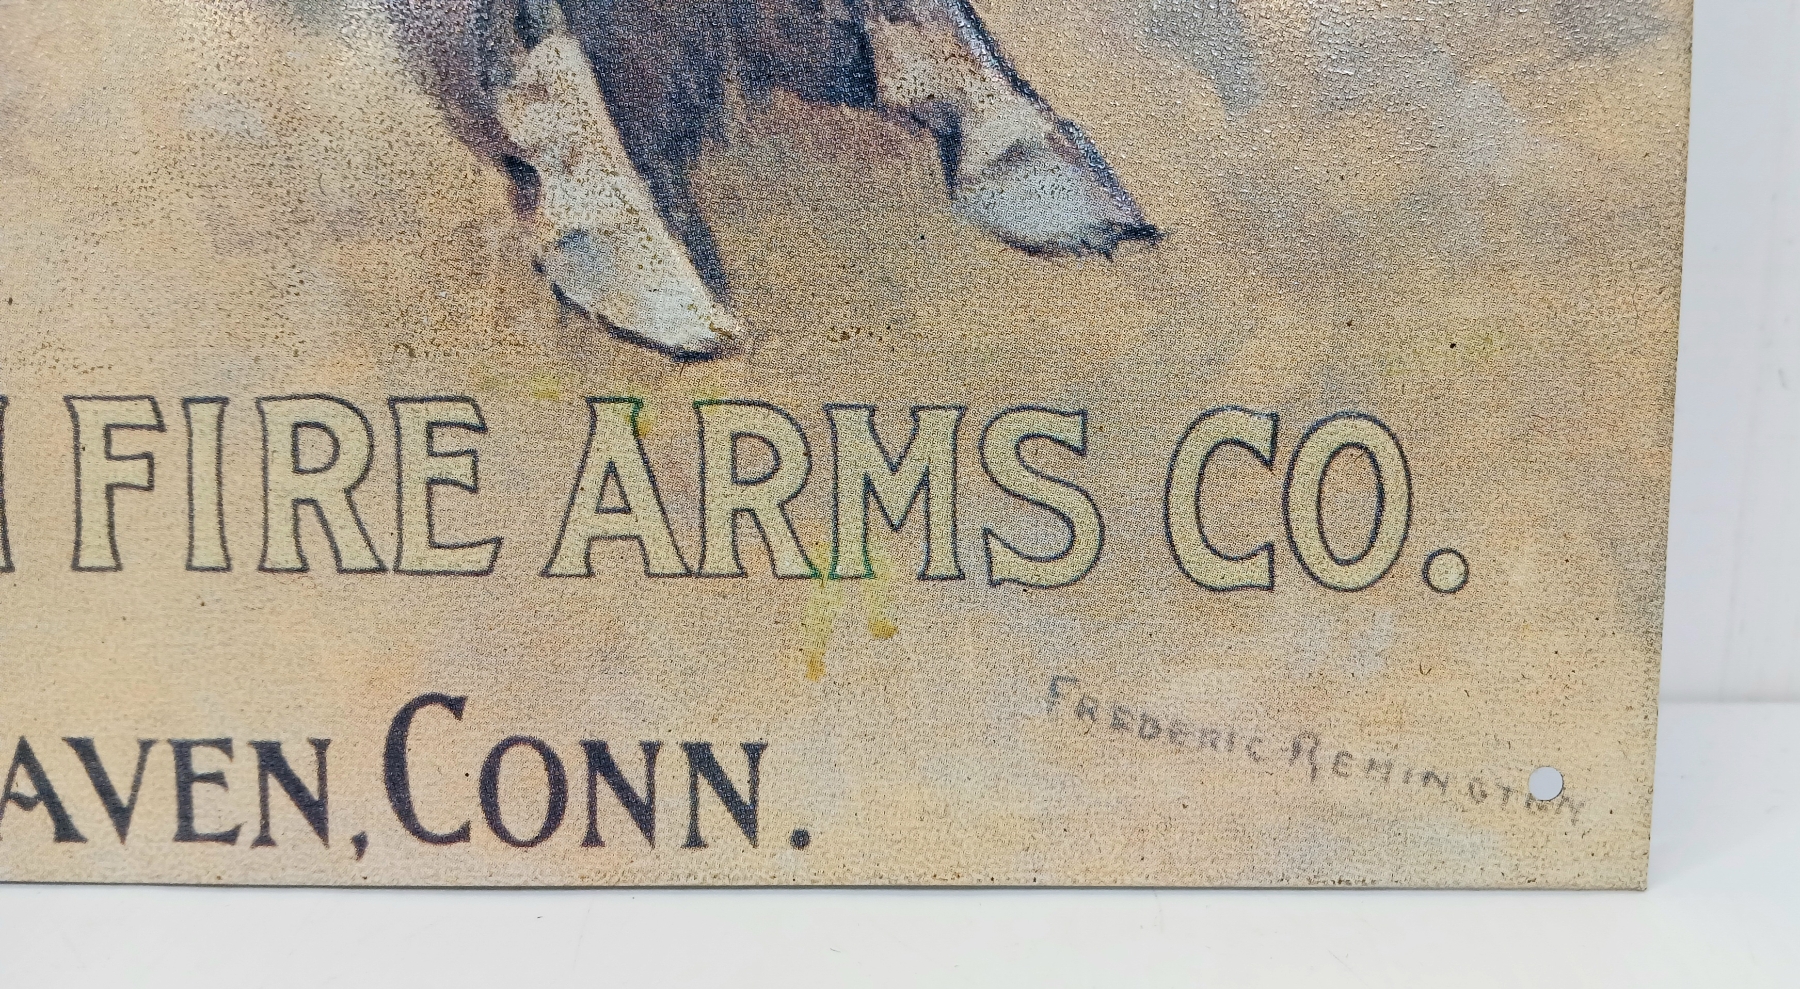 FIRE ARMS CO.
AVEN, CONN.
FREDERIC REMINGTON